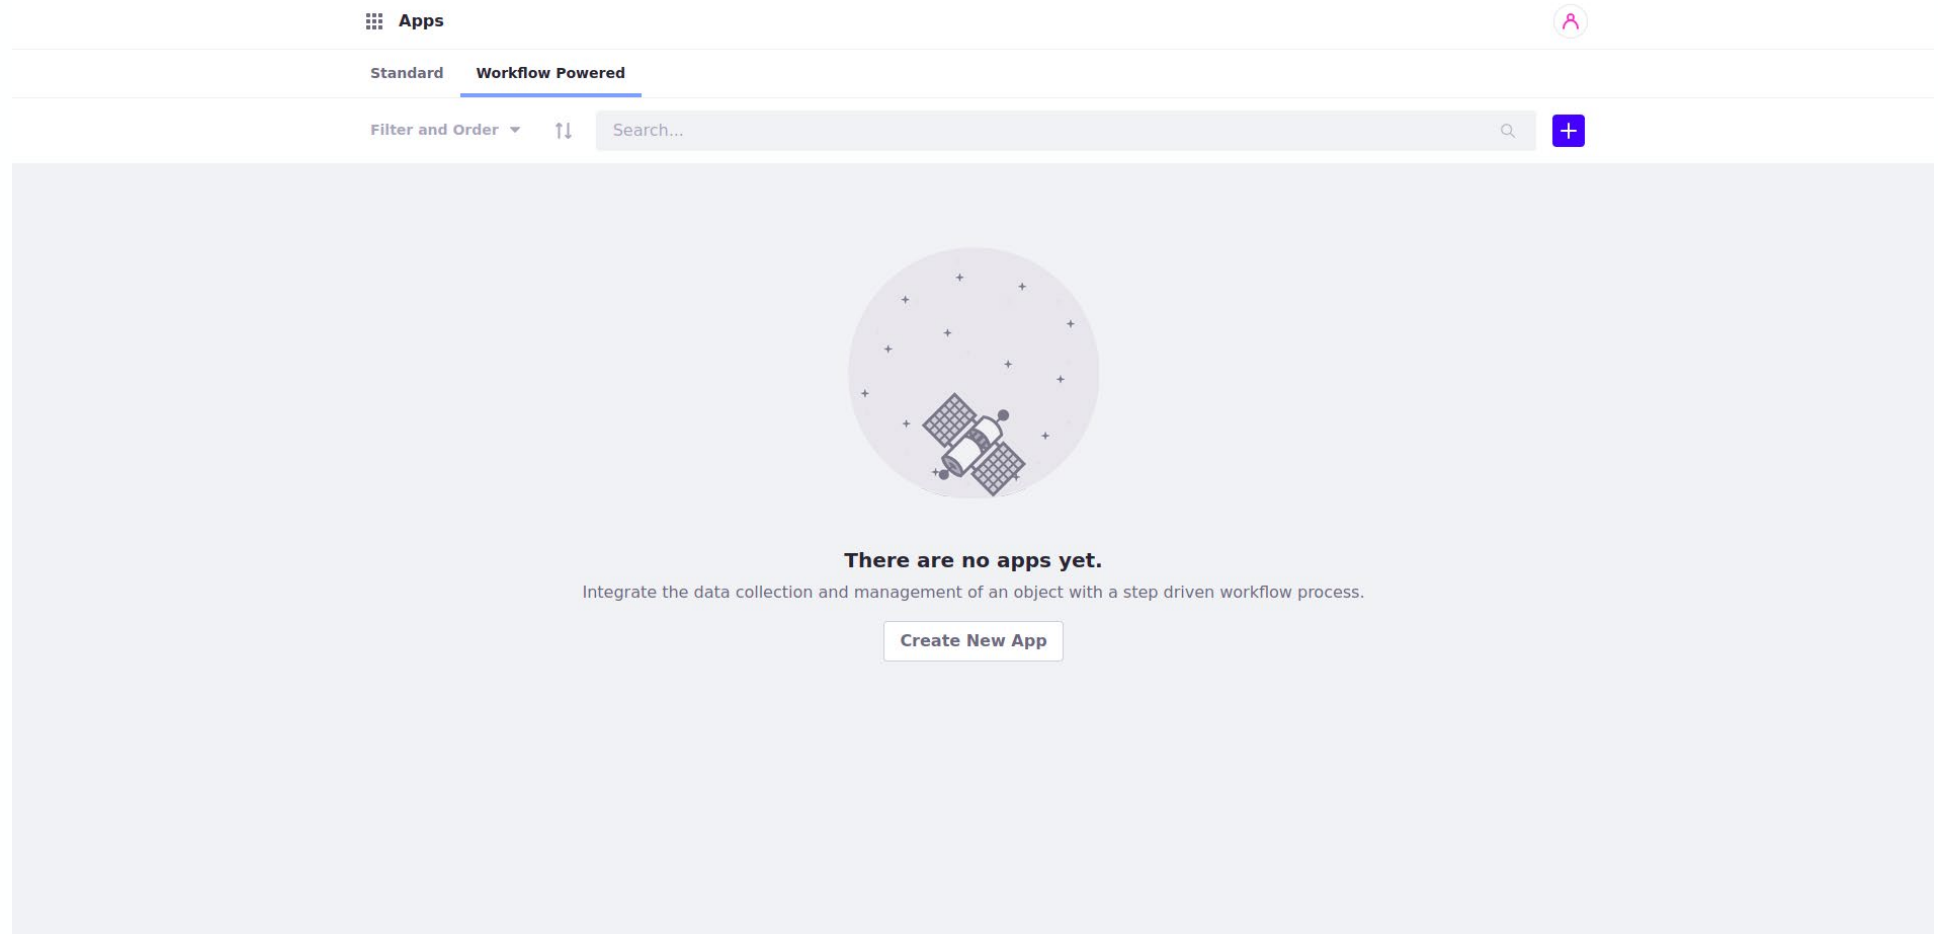 Apps
Standard
Workflow Powered
Filter and Order
Search...
There are no apps yet.
Integrate the data collection and management of an object with a step driven workflow process.
Create New App